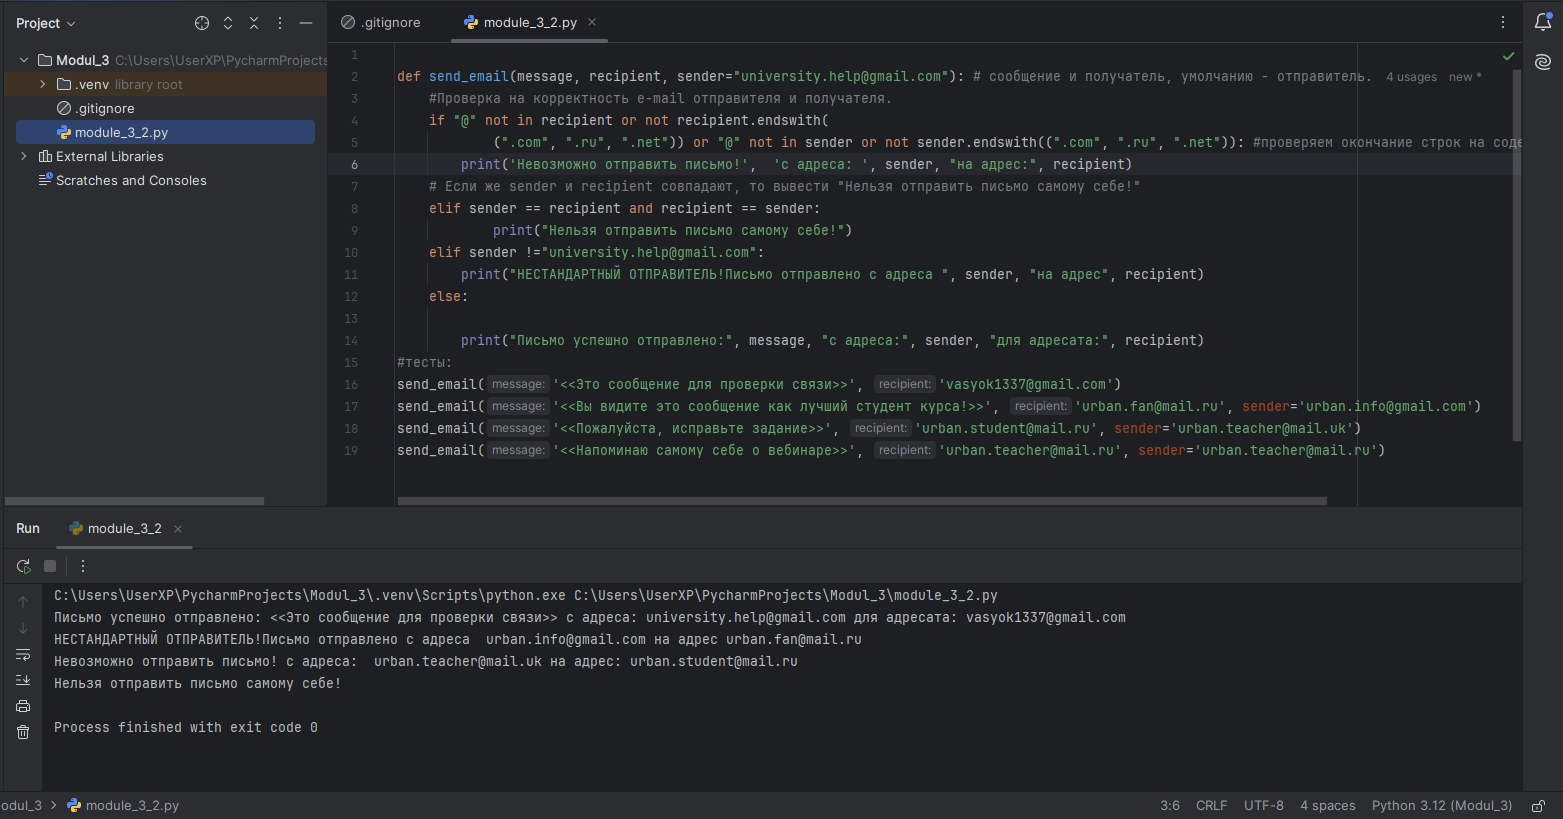 Project
.gitignore
module_3_2.py
Modul_3 C:\Users\UserXP\PycharmProjects
.venv library root
.gitignore
module_3_2.py
External Libraries
Scratches and Consoles
1
2 def send_email(message, recipient, sender="university.help@gmail.com"): # сообщение и получатель, умолчанию - отправитель. 4 usages new *
3 #Проверка на корректность e-mail отправителя и получателя.
4 if "@" not in recipient or not recipient.endswith(
5 (".com", ".ru", ".net")) or "@" not in sender or not sender.endswith((".com", ".ru", ".net")): #проверяем окончание строк на соде
6 print('Невозможно отправить письмо!', 'с адреса: ', sender, "на адрес:", recipient)
7 # Если же sender и recipient совпадают, то вывести "Нельзя отправить письмо самому себе!"
8 elif sender == recipient and recipient == sender:
9 print("Нельзя отправить письмо самому себе!")
10 elif sender !="university.help@gmail.com":
11 print("НЕСТАНДАРТНЫЙ ОТПРАВИТЕЛЬ!Письмо отправлено с адреса ", sender, "на адрес", recipient)
12 else:
13
14 print("Письмо успешно отправлено:", message, "с адреса:", sender, "для адресата:", recipient)
15 #тесты:
16 send_email( message: '<<Это сообщение для проверки связи>>', recipient: 'vasyok1337@gmail.com')
17 send_email( message: '<<Вы видите это сообщение как лучший студент курса!>>', recipient: 'urban.fan@mail.ru', sender='urban.info@gmail.com')
18 send_email( message: '<<Пожалуйста, исправьте задание>>', recipient: 'urban.student@mail.ru', sender='urban.teacher@mail.uk')
19 send_email( message: '<<Напоминаю самому себе о вебинаре>>', recipient: 'urban.teacher@mail.ru', sender='urban.teacher@mail.ru')
Run module_3_2
C:\Users\UserXP\PycharmProjects\Modul_3\.venv\Scripts\python.exe C:\Users\UserXP\PycharmProjects\Modul_3\module_3_2.py
Письмо успешно отправлено: <<Это сообщение для проверки связи>> с адреса: university.help@gmail.com для адресата: vasyok1337@gmail.com
НЕСТАНДАРТНЫЙ ОТПРАВИТЕЛЬ!Письмо отправлено с адреса  urban.info@gmail.com на адрес urban.fan@mail.ru
Невозможно отправить письмо! с адреса:  urban.teacher@mail.uk на адрес: urban.student@mail.ru
Нельзя отправить письмо самому себе!
Process finished with exit code 0
odul_3 > module_3_2.py
3:6 CRLF UTF-8 4 spaces Python 3.12 (Modul_3)